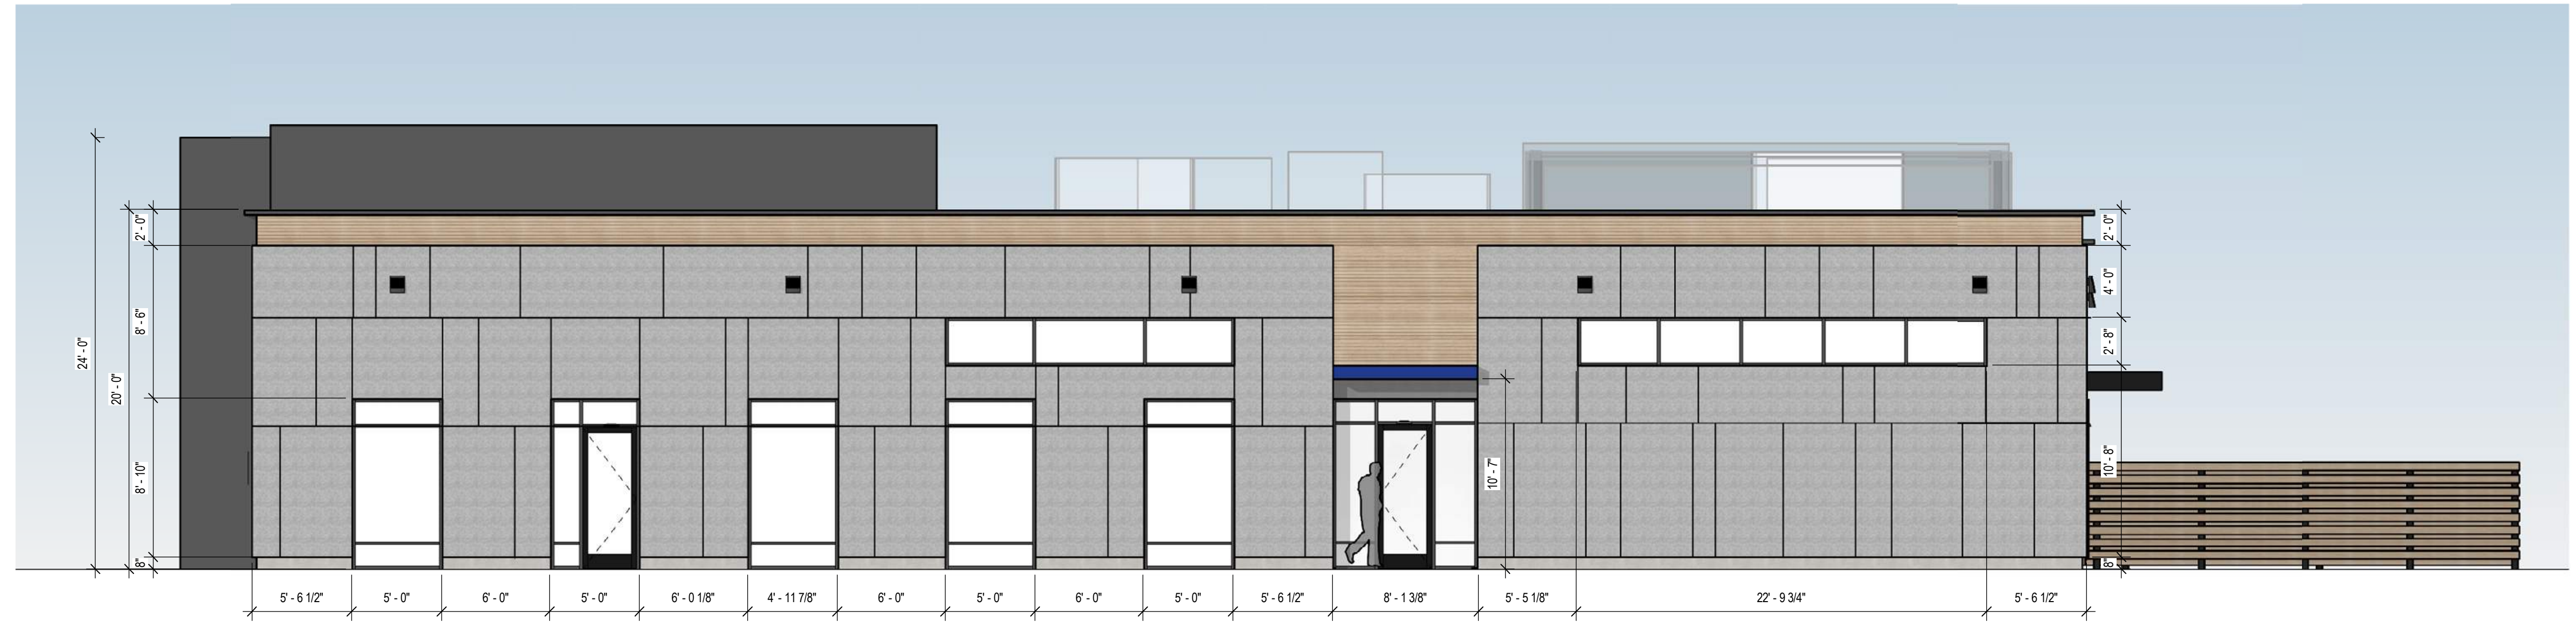 24' - 0"
20' - 0"
2' - 0"
8' - 6"
8' - 10"
8"
10' - 7"
2' - 0"
4' - 0"
2' - 8"
10' - 8"
8"
5' - 6 1/2"
5' - 0"
6' - 0"
5' - 0"
6' - 0 1/8"
4' - 11 7/8"
6' - 0"
5' - 0"
6' - 0"
5' - 0"
5' - 6 1/2"
8' - 1 3/8"
5' - 5 1/8"
22' - 9 3/4"
5' - 6 1/2"